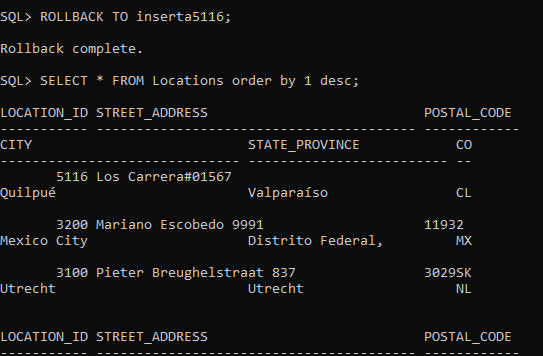 SQL> ROLLBACK TO inserta5116;
Rollback complete.
SQL> SELECT * FROM Locations order by 1 desc;
LOCATION_ID STREET_ADDRESS                           POSTAL_CODE
----------- ---------------------------------------- ------------
CITY                           STATE_PROVINCE            CO
------------------------------ ------------------------- --
       5116 Los Carrera#01567
Quilpué                        Valparaíso                CL
       3200 Mariano Escobedo 9991                    11932
Mexico City                    Distrito Federal,         MX
       3100 Pieter Breughelstraat 837                3029SK
Utrecht                        Utrecht                   NL
LOCATION_ID STREET_ADDRESS                           POSTAL_CODE
----------- ---------------------------------------- ------------